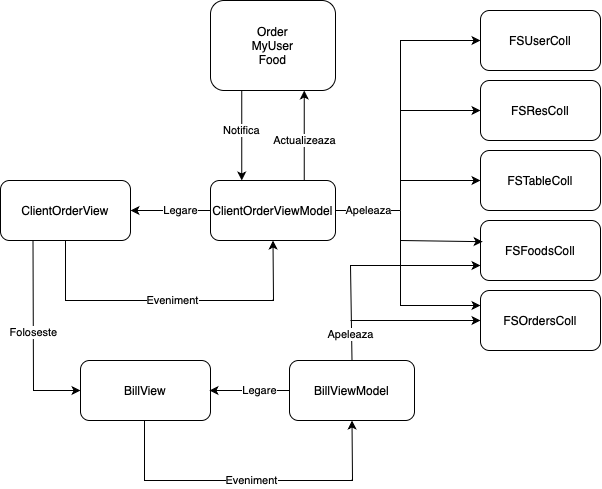 Order
MyUser
Food
FSUserColl
FSResColl
Notifica
Actualizeaza
FSTableColl
ClientOrderView
Legare
ClientOrderViewModel
Apeleaza
FSFoodsColl
Eveniment
FSOrdersColl
Foloseste
Apeleaza
BillView
Legare
BillViewModel
Eveniment